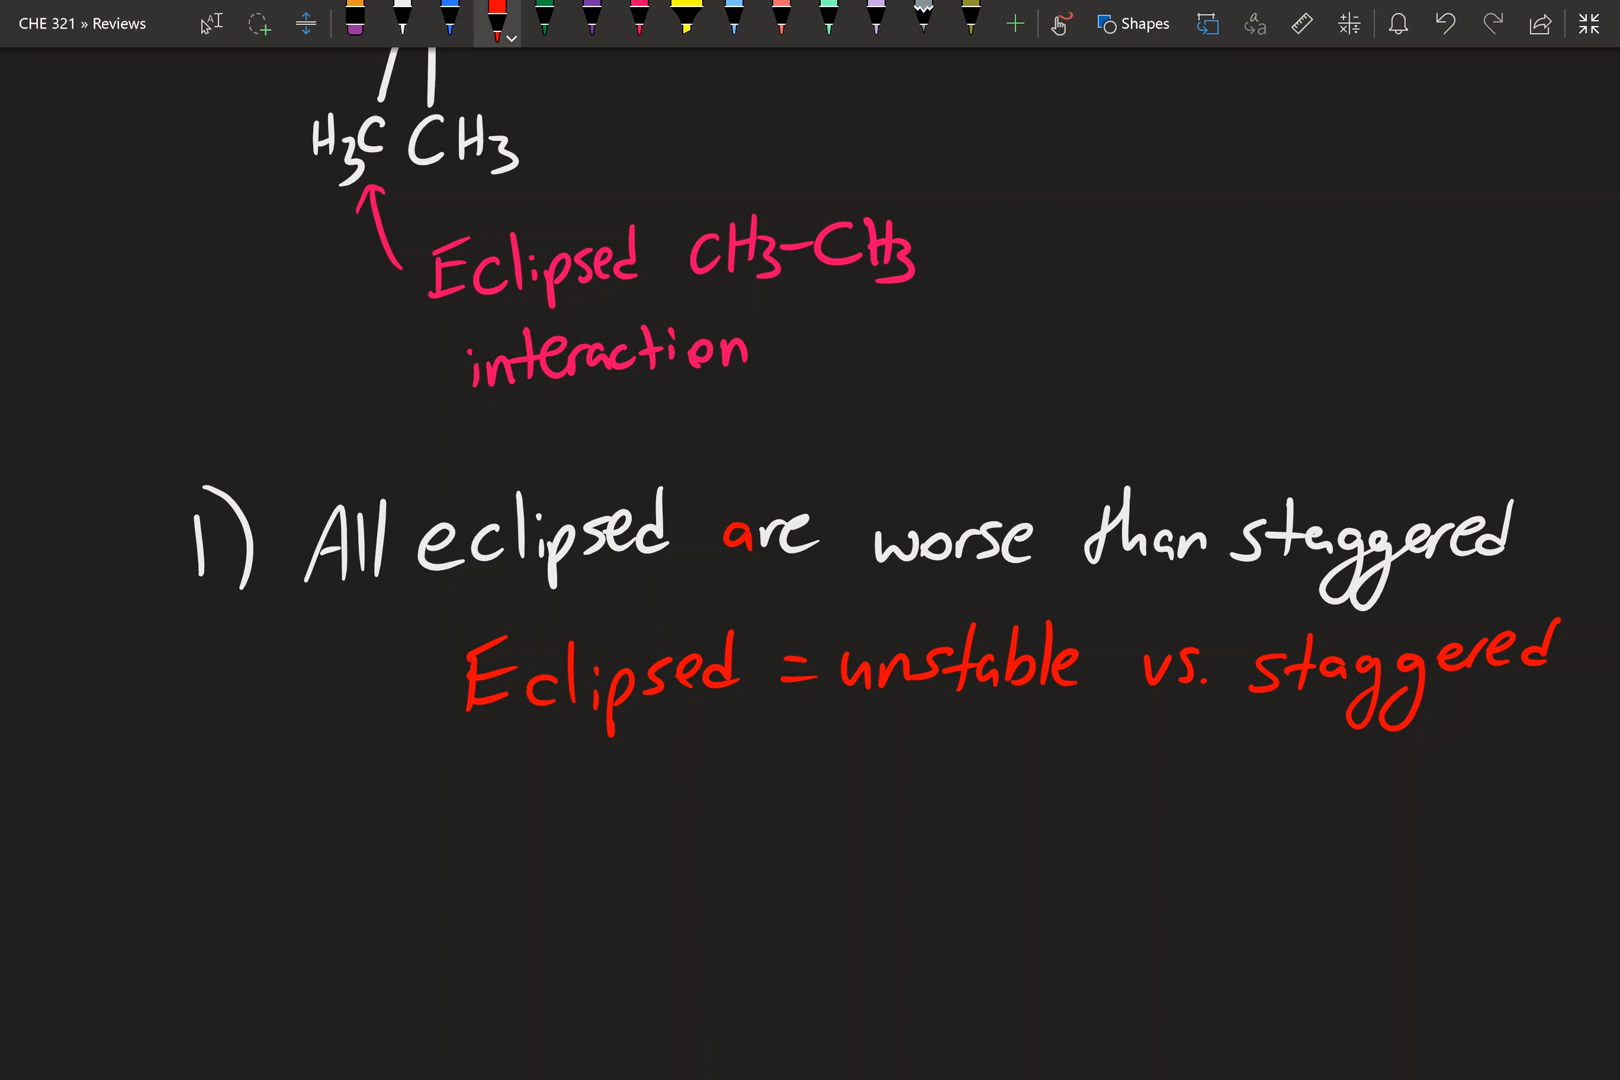 CHE 321 » Reviews
Shapes
H3C CH3
Eclipsed CH3-CH3
interaction
1) All eclipsed are worse than staggered
Eclipsed = unstable vs. staggered